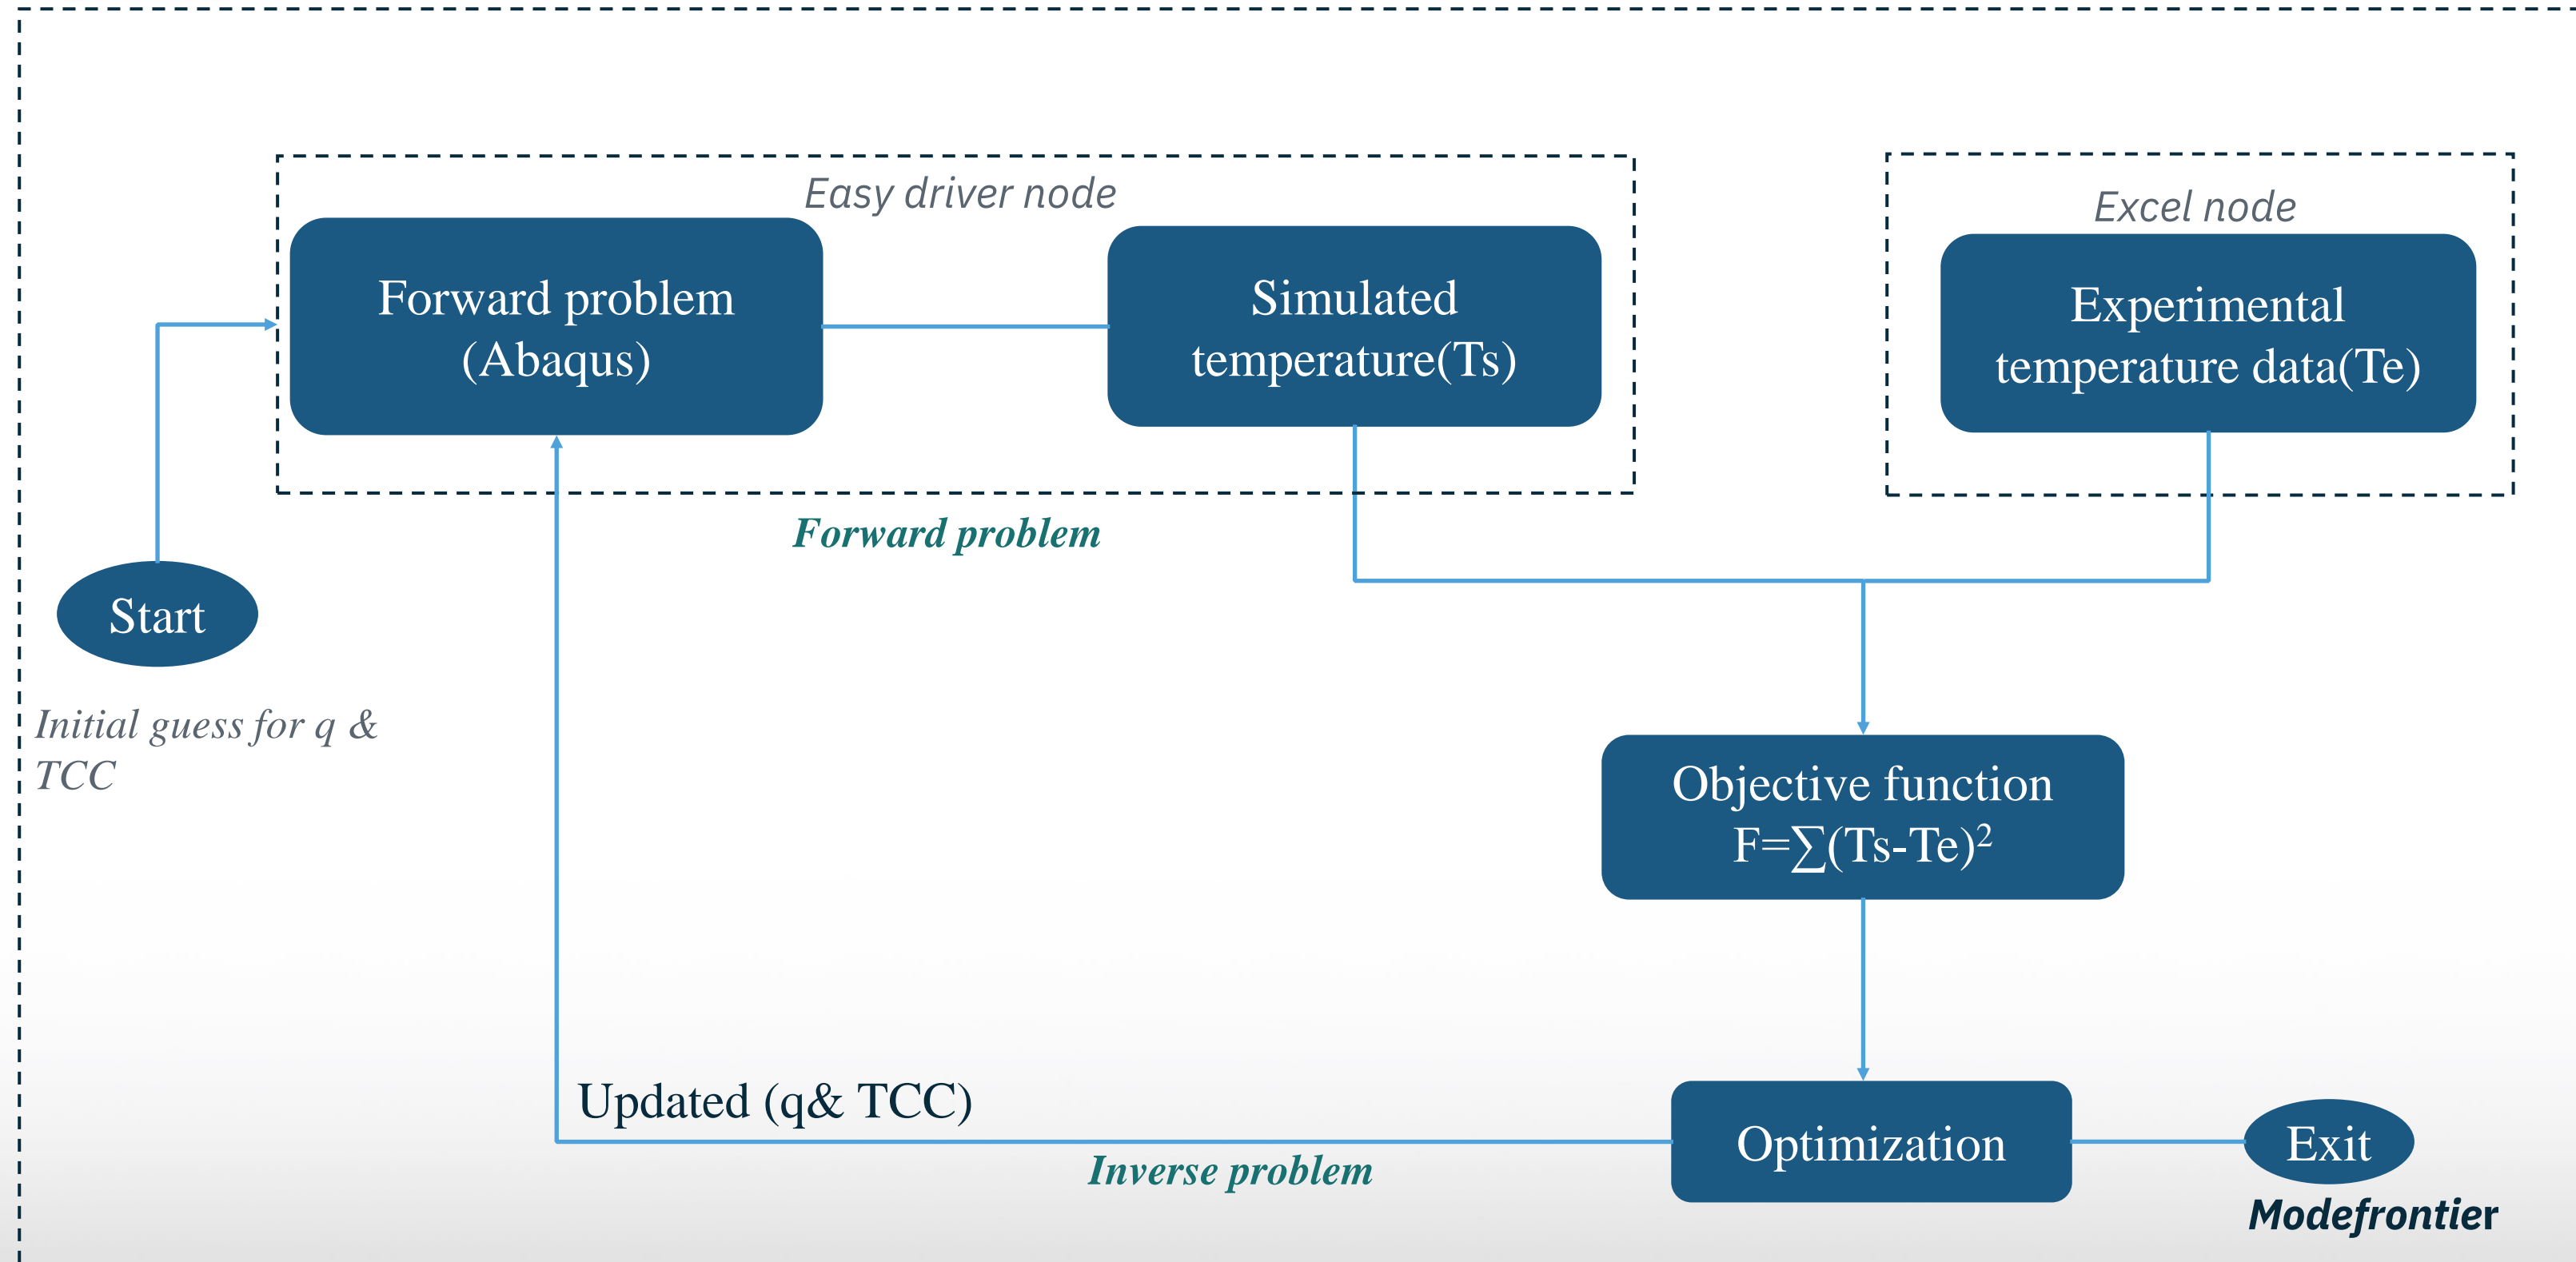 Easy driver node
Excel node
Forward problem
(Abaqus)
Simulated
temperature(Ts)
Experimental
temperature data(Te)
Forward problem
Start
Initial guess for q &
TCC
Objective function
F=∑(Ts-Te)²
Updated (q& TCC)
Inverse problem
Optimization
Exit
Modefrontier